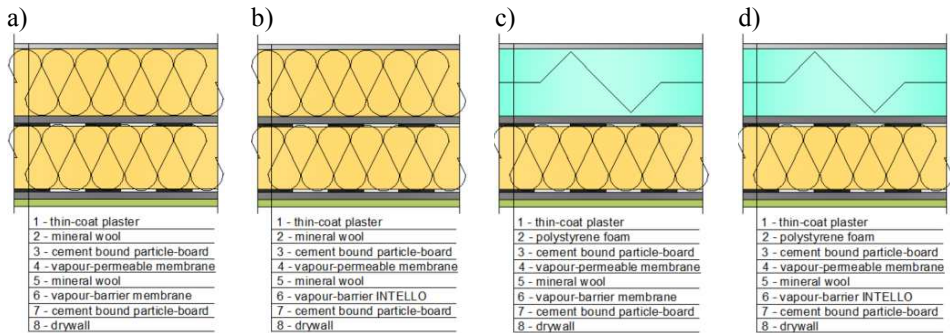 a)
1 - thin-coat plaster
2 - mineral wool
3 - cement bound particle-board
4 - vapour-permeable membrane
5 - mineral wool
6 - vapour-barrier membrane
7 - cement bound particle-board
8 - drywall
b)
1 - thin-coat plaster
2 - mineral wool
3 - cement bound particle-board
4 - vapour-permeable membrane
5 - mineral wool
6 - vapour-barrier INTELLO
7 - cement bound particle-board
8 - drywall
c)
1 - thin-coat plaster
2 - polystyrene foam
3 - cement bound particle-board
4 - vapour-permeable membrane
5 - mineral wool
6 - vapour-barrier membrane
7 - cement bound particle-board
8 - drywall
d)
1 - thin-coat plaster
2 - polystyrene foam
3 - cement bound particle-board
4 - vapour-permeable membrane
5 - mineral wool
6 - vapour-barrier INTELLO
7 - cement bound particle-board
8 - drywall